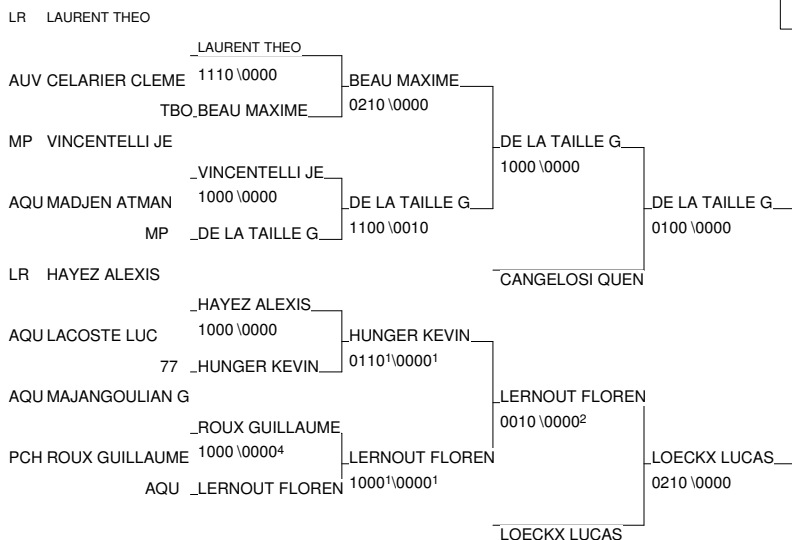 LR LAURENT THEO
LAURENT THEO
AUV CELARIER CLEME 1110 \0000 BEAU MAXIME
TBO BEAU MAXIME 0210 \0000
MP VINCENTELLI JE DE LA TAILLE G
VINCENTELLI JE 1000 \0000
AQU MADJEN ATMAN 1000 \0000 DE LA TAILLE G DE LA TAILLE G
MP DE LA TAILLE G 1100 \0010 0100 \0000
LR HAYEZ ALEXIS CANGELOSI QUEN
HAYEZ ALEXIS
AQU LACOSTE LUC 1000 \0000 HUNGER KEVIN
77 HUNGER KEVIN 0110¹\0000¹
AQU MAJANGOULIAN G LERNOUT FLOREN
ROUX GUILLAUME 0010 \0000²
PCH ROUX GUILLAUME 1000 \0000⁴ LERNOUT FLOREN LOECKX LUCAS
AQU LERNOUT FLOREN 1000¹\0000¹ 0210 \0000
LOECKX LUCAS